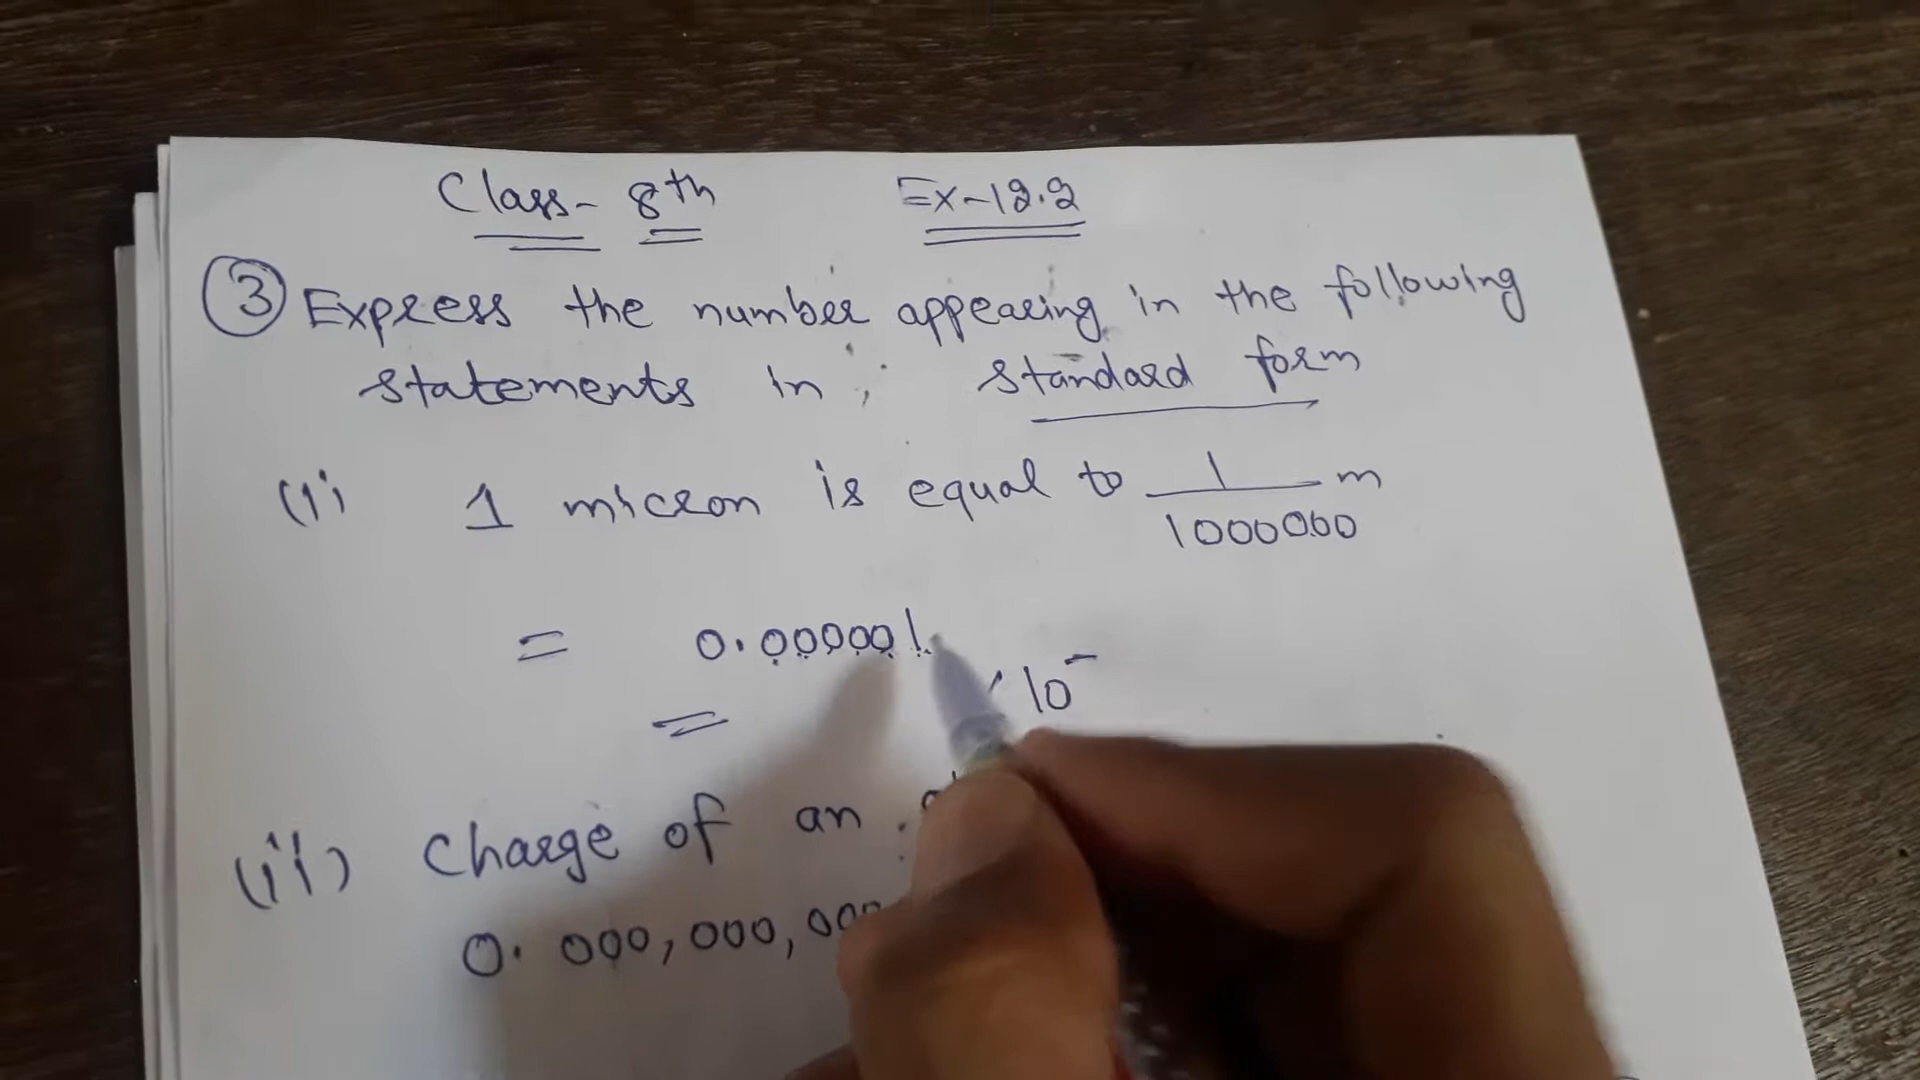 Class- 8th Ex-12.2
③ Express the number appearing in the following
statements in standard form
(i) 1 micron is equal to 1/1000000 m
= 0.000001
= 10⁻
(ii) Charge of an
0. 000,000,000